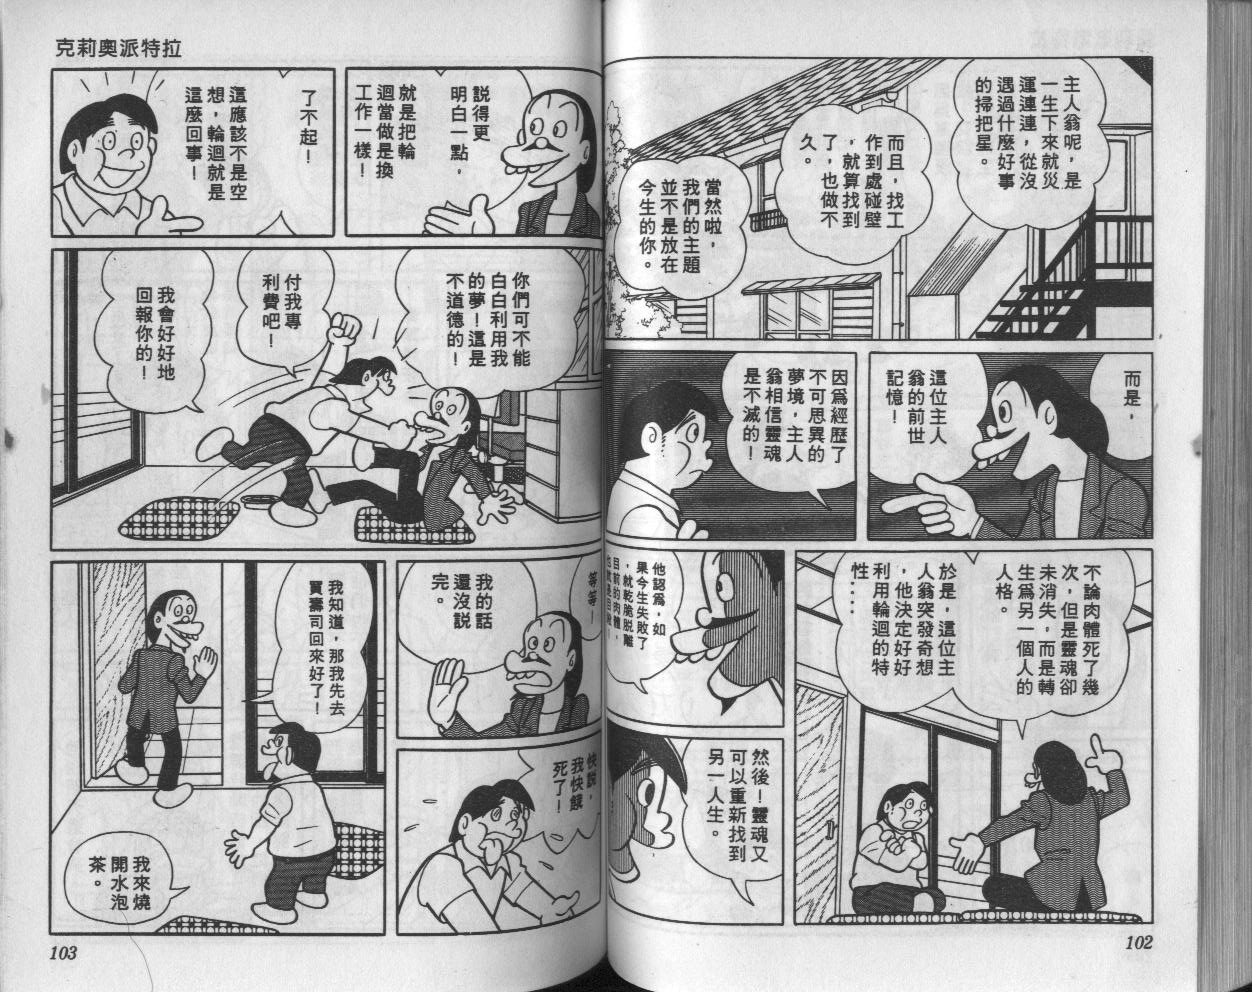 主人翁呢，是
一生下來就災
運連連，從沒
遇過什麼好事
的掃把星。
而且，找工
作到處碰壁
，就算找到
了，也做不
久。
當然啦，
我們的主題
並不是放在
今生的你。
而是，
這位主人
翁的前世
記憶！
因爲經歷了
不可思異的
夢境，主人
翁相信靈魂
是不滅的！
不論肉體死了幾
次，但是靈魂卻
未消失，而是轉
生爲另一個人的
人格。
於是，這位主
人翁突發奇想
，他決定好好
利用輪迴的特
性……
他認爲，如
果今生失敗了
，就乾脆脫離
目前的肉體，
然後！靈魂又
可以重新找到
另一人生。
102
克莉奧派特拉
說得更
明白一點，
就是把輪
迴當做是換
工作一樣！
了不起！
這應該不是空
想，輪迴就是
這麼回事！
你們可不能
白白利用我
的夢！這是
不道德的！
付我專
利費吧！
我會好好地
回報你的！
等等！
我的話
還沒說
完。
快說，
我快餓
死了！
我知道，那我先去
買壽司回來好了！
我來燒
開水泡
茶。
103